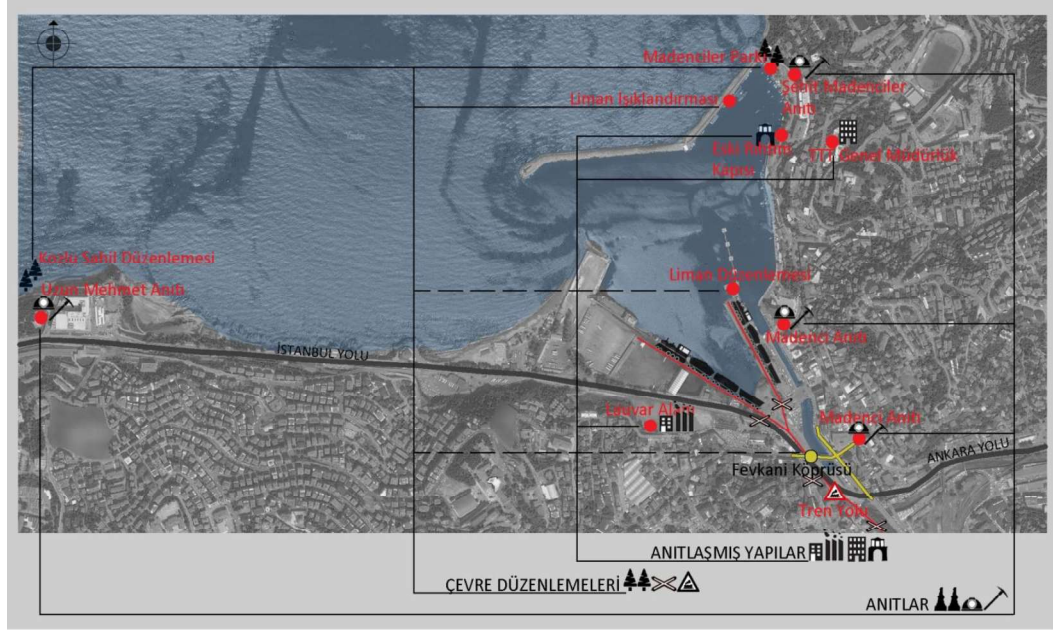 Madenciler Parkı
Şehit Madenciler
Anıtı
Liman Işıklandırması
Eski Rıhtım
Kapısı
TTK Genel Müdürlük
Kozlu Sahil Düzenlemesi
Uzun Mehmet Anıtı
Liman Düzenlemesi
Madenci Anıtı
İSTANBUL YOLU
Lauvar Alanı
Madenci Anıtı
Fevkani Köprüsü
ANKARA YOLU
Tren Yolu
ANITLAŞMIŞ YAPILAR
ÇEVRE DÜZENLEMELERİ
ANITLAR